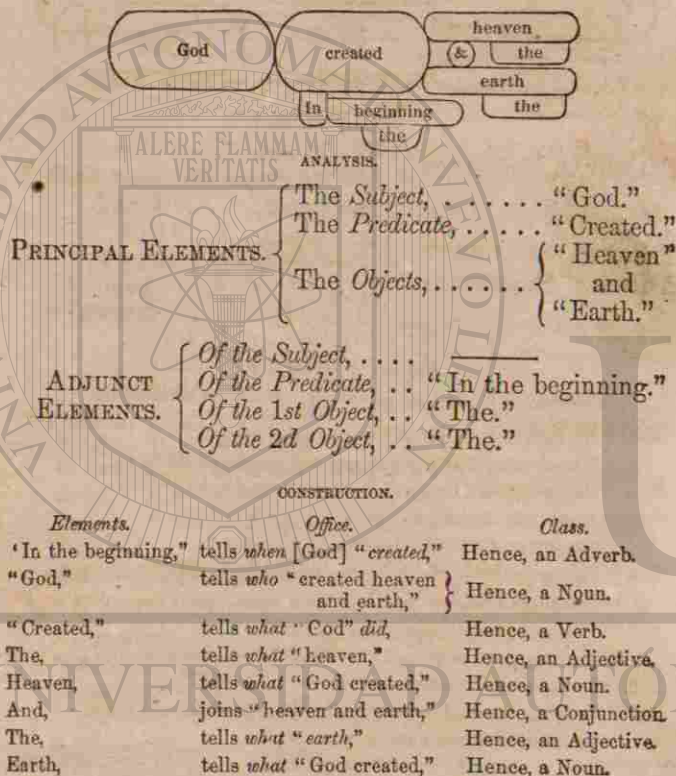 God created heaven
& the
earth
In beginning the
the
ALERE FLAMMAM
VERITATIS
ANALYSIS.
PRINCIPAL ELEMENTS. The Subject, . . . . . . . "God."
The Predicate, . . . . . "Created."
The Objects, . . . . . . . "Heaven"
and
"Earth."
ADJUNCT ELEMENTS. Of the Subject, . . . .
Of the Predicate, . . "In the beginning."
Of the 1st Object, . . "The."
Of the 2d Object, . . "The."
CONSTRUCTION.
Elements. Office. Class.
'In the beginning," tells when [God] "created," Hence, an Adverb.
"God," tells who "created heaven
and earth," Hence, a Noun.
"Created," tells what "God" did, Hence, a Verb.
The, tells what "heaven," Hence, an Adjective.
Heaven, tells what "God created," Hence, a Noun.
And, joins "heaven and earth," Hence, a Conjunction.
The, tells what "earth," Hence, an Adjective.
Earth, tells what "God created," Hence, a Noun.